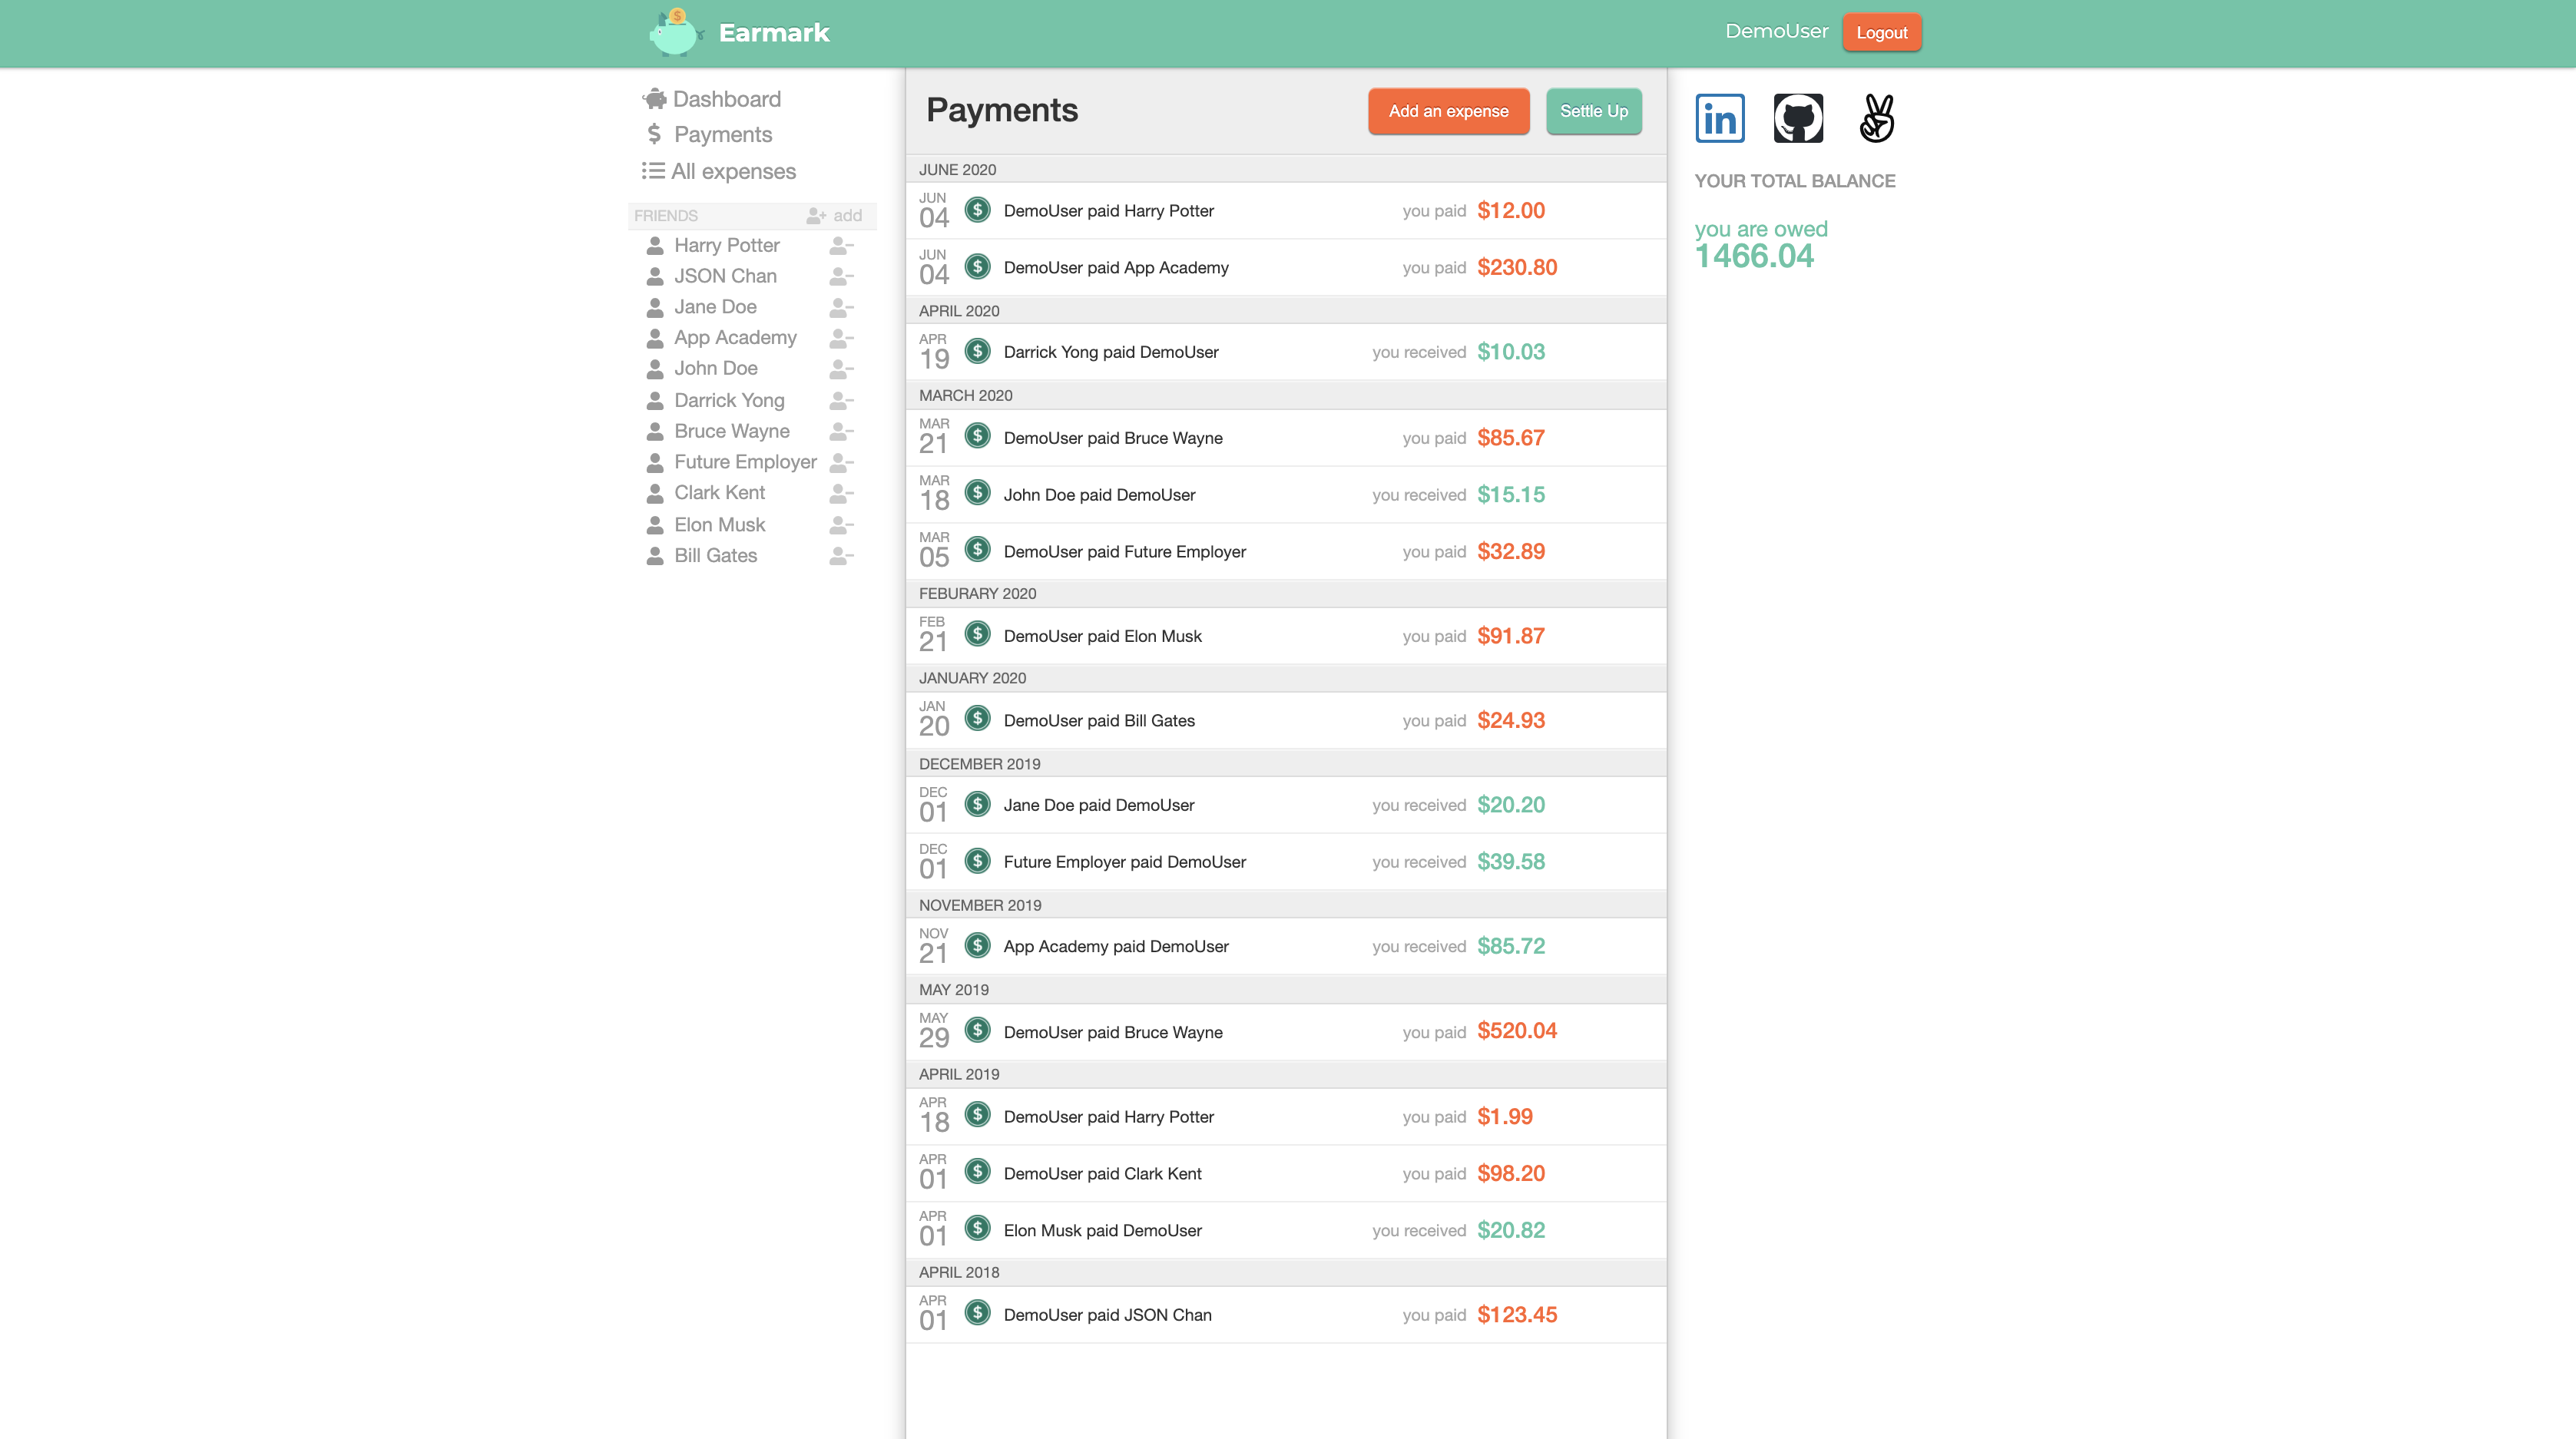 Earmark
DemoUser
Logout
Dashboard
Payments
All expenses
FRIENDS
add
Harry Potter
JSON Chan
Jane Doe
App Academy
John Doe
Darrick Yong
Bruce Wayne
Future Employer
Clark Kent
Elon Musk
Bill Gates
Payments
Add an expense
Settle Up
JUNE 2020
JUN
04
$
DemoUser paid Harry Potter
you paid $12.00
JUN
04
$
DemoUser paid App Academy
you paid $230.80
APRIL 2020
APR
19
$
Darrick Yong paid DemoUser
you received $10.03
MARCH 2020
MAR
21
$
DemoUser paid Bruce Wayne
you paid $85.67
MAR
18
$
John Doe paid DemoUser
you received $15.15
MAR
05
$
DemoUser paid Future Employer
you paid $32.89
FEBURARY 2020
FEB
21
$
DemoUser paid Elon Musk
you paid $91.87
JANUARY 2020
JAN
20
$
DemoUser paid Bill Gates
you paid $24.93
DECEMBER 2019
DEC
01
$
Jane Doe paid DemoUser
you received $20.20
DEC
01
$
Future Employer paid DemoUser
you received $39.58
NOVEMBER 2019
NOV
21
$
App Academy paid DemoUser
you received $85.72
MAY 2019
MAY
29
$
DemoUser paid Bruce Wayne
you paid $520.04
APRIL 2019
APR
18
$
DemoUser paid Harry Potter
you paid $1.99
APR
01
$
DemoUser paid Clark Kent
you paid $98.20
APR
01
$
Elon Musk paid DemoUser
you received $20.82
APRIL 2018
APR
01
$
DemoUser paid JSON Chan
you paid $123.45
in
YOUR TOTAL BALANCE
you are owed
1466.04